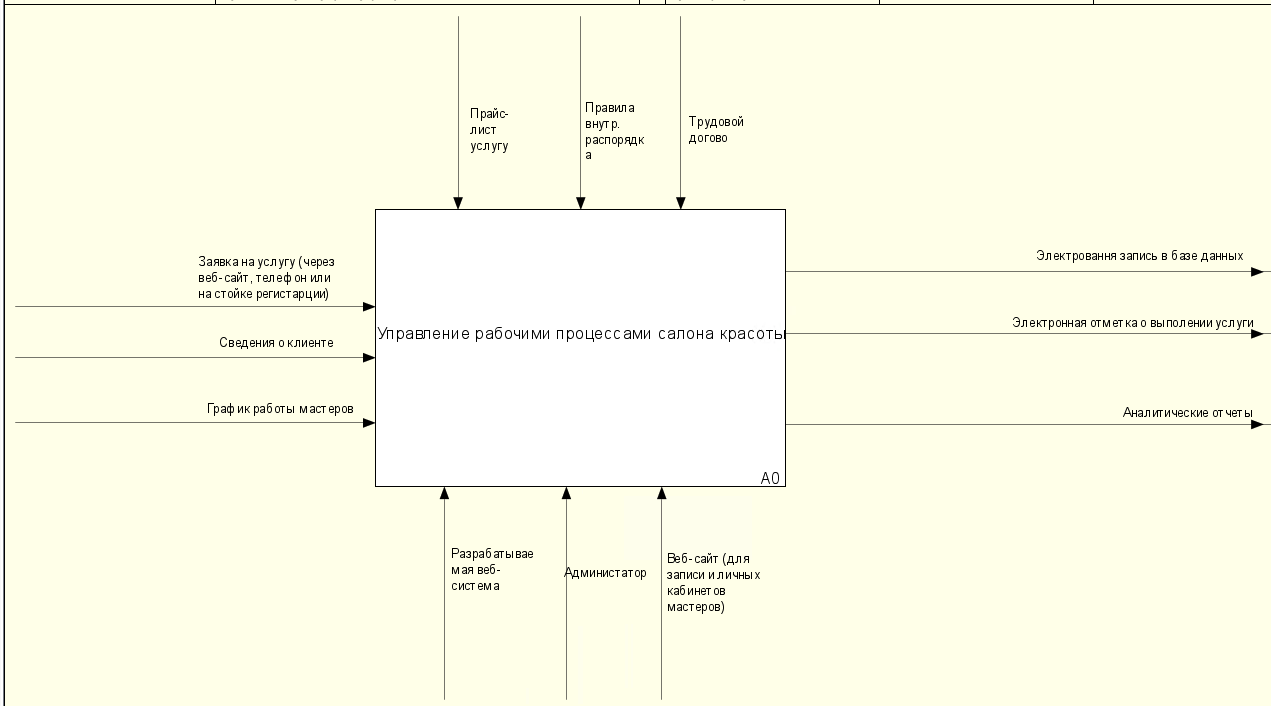 Прайс-
лист
услугу
Правила
внутр.
распорядк
а
Трудовой
догово
Заявка на услугу (через
веб-сайт, телефон или
на стойке регистарции)
Сведения о клиенте
График работы мастеров
Управление рабочими процессами салона красоты
A0
Электровання запись в базе данных
Электронная отметка о выполении услуги
Аналитические отчеты
Разрабатывае
мая веб-
система
Администатор
Веб-сайт (для
записи и личных
кабинетов
мастеров)